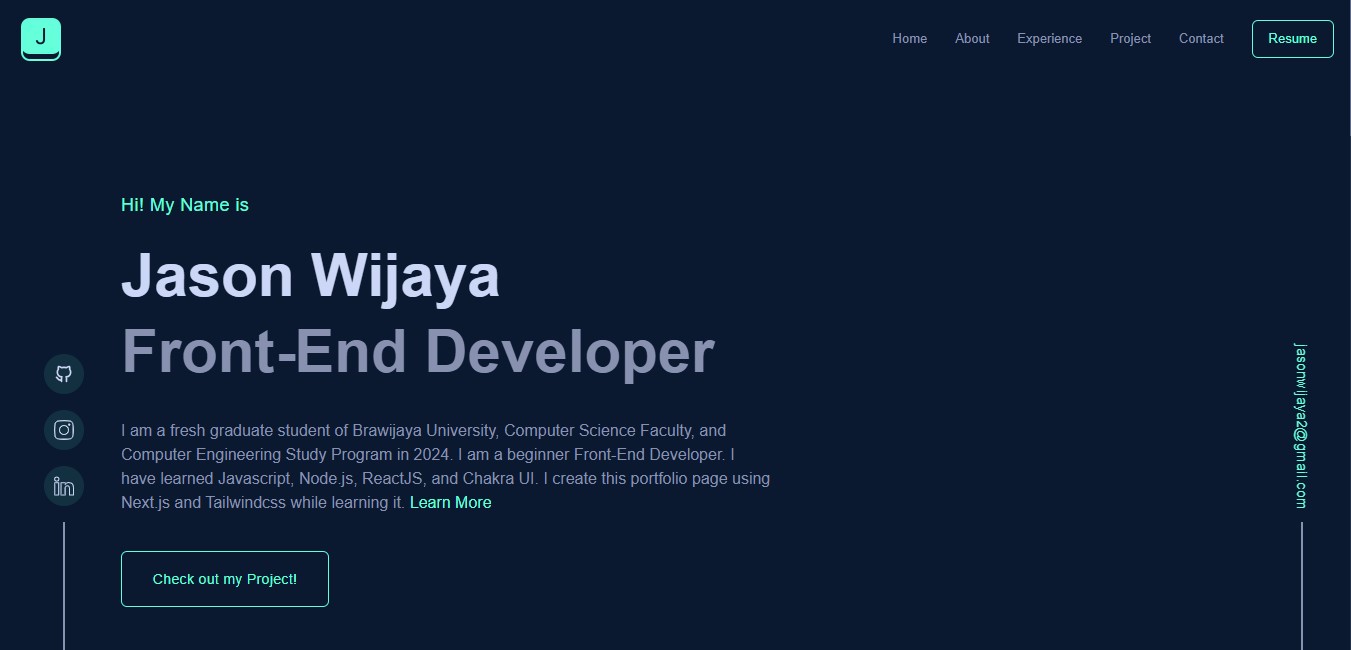 J
Home About Experience Project Contact Resume
Hi! My Name is
Jason Wijaya
Front-End Developer
I am a fresh graduate student of Brawijaya University, Computer Science Faculty, and
Computer Engineering Study Program in 2024. I am a beginner Front-End Developer. I
have learned Javascript, Node.js, ReactJS, and Chakra UI. I create this portfolio page using
Next.js and Tailwindcss while learning it. Learn More
Check out my Project!
in
jasonwijaya2@gmail.com